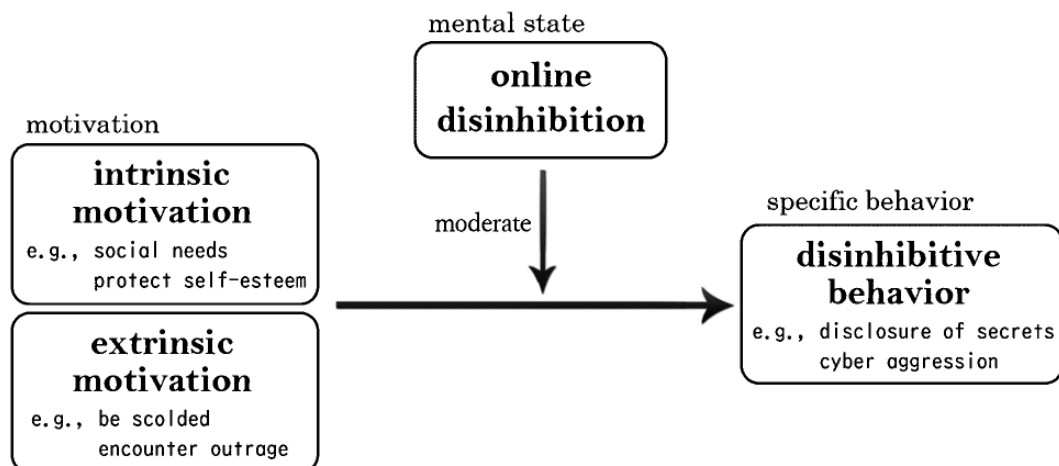 mental state
online
disinhibition
motivation
intrinsic
motivation
e.g., social needs
protect self-esteem
extrinsic
motivation
e.g., be scolded
encounter outrage
moderate
specific behavior
disinhibitive
behavior
e.g., disclosure of secrets
cyber aggression